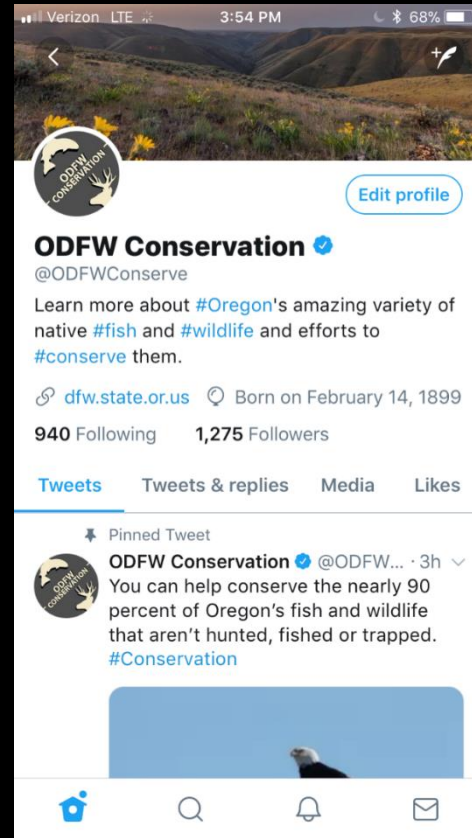 Verizon LTE 3:54 PM 68%
Edit profile
ODFW CONSERVATION
ODFW Conservation
@ODFWConserve
Learn more about #Oregon's amazing variety of
native #fish and #wildlife and efforts to
#conserve them.
dfw.state.or.us Born on February 14, 1899
940 Following 1,275 Followers
Tweets Tweets & replies Media Likes
Pinned Tweet
ODFW CONSERVATION
ODFW Conservation @ODFW... · 3h
You can help conserve the nearly 90
percent of Oregon’s fish and wildlife
that aren’t hunted, fished or trapped.
#Conservation